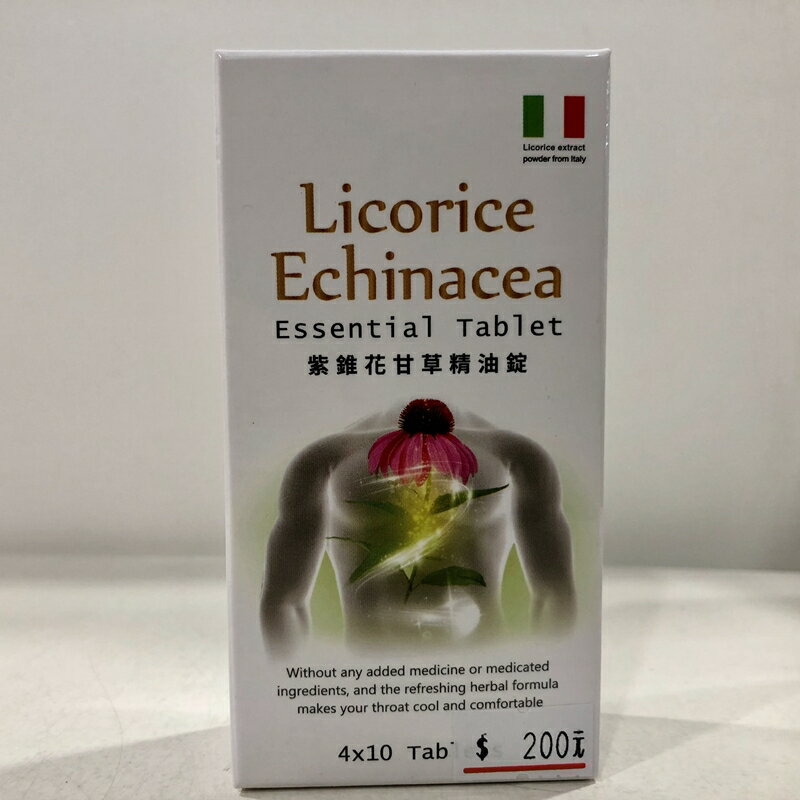 Licorice extract
powder from Italy
Licorice
Echinacea
Essential Tablet
紫錐花甘草精油錠
Without any added medicine or medicated
ingredients, and the refreshing herbal formula
makes your throat cool and comfortable
4x10 Tablets
$ 200元